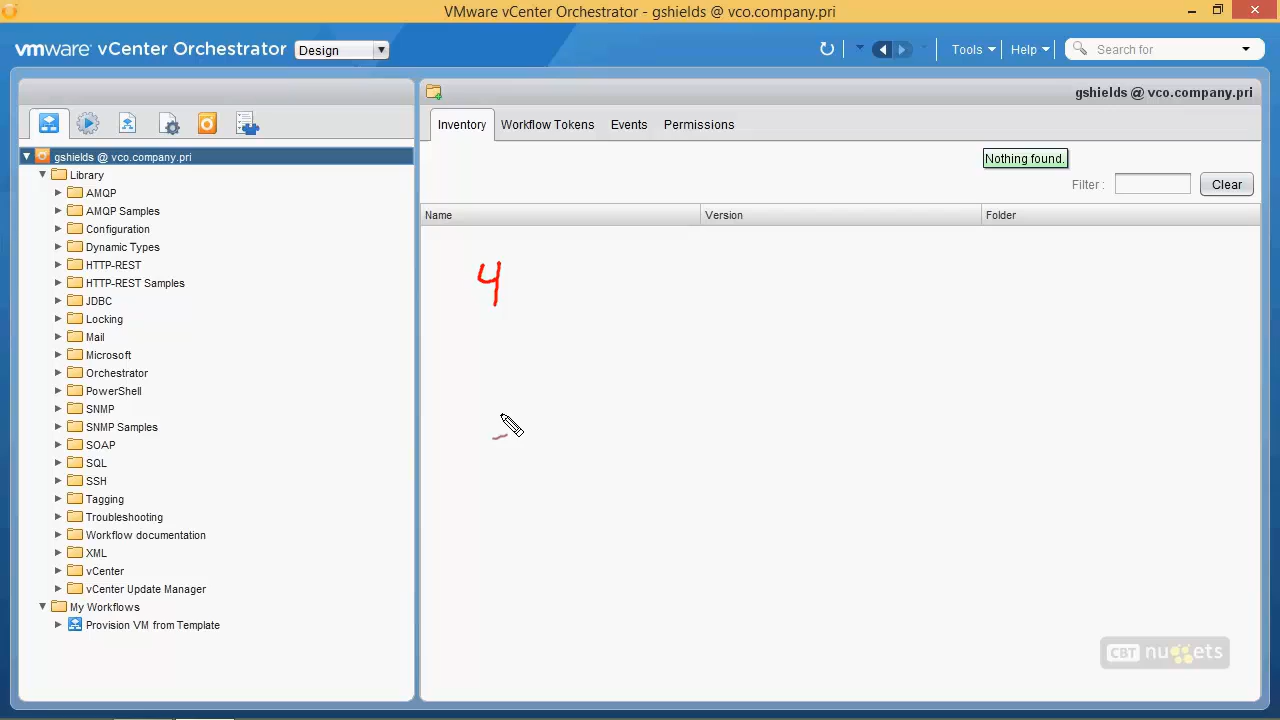 VMware vCenter Orchestrator - gshields @ vco.company.pri
vmware vCenter Orchestrator Design Tools Help Search for
gshields @ vco.company.pri
Inventory Workflow Tokens Events Permissions
gshields @ vco.company.pri
Nothing found.
Filter : Clear
Name Version Folder
Library
AMQP
AMQP Samples
Configuration
Dynamic Types
HTTP-REST
HTTP-REST Samples
JDBC
Locking
Mail
Microsoft
Orchestrator
PowerShell
SNMP
SNMP Samples
SOAP
SQL
SSH
Tagging
Troubleshooting
Workflow documentation
XML
vCenter
vCenter Update Manager
My Workflows
Provision VM from Template
4
CBT nuggets